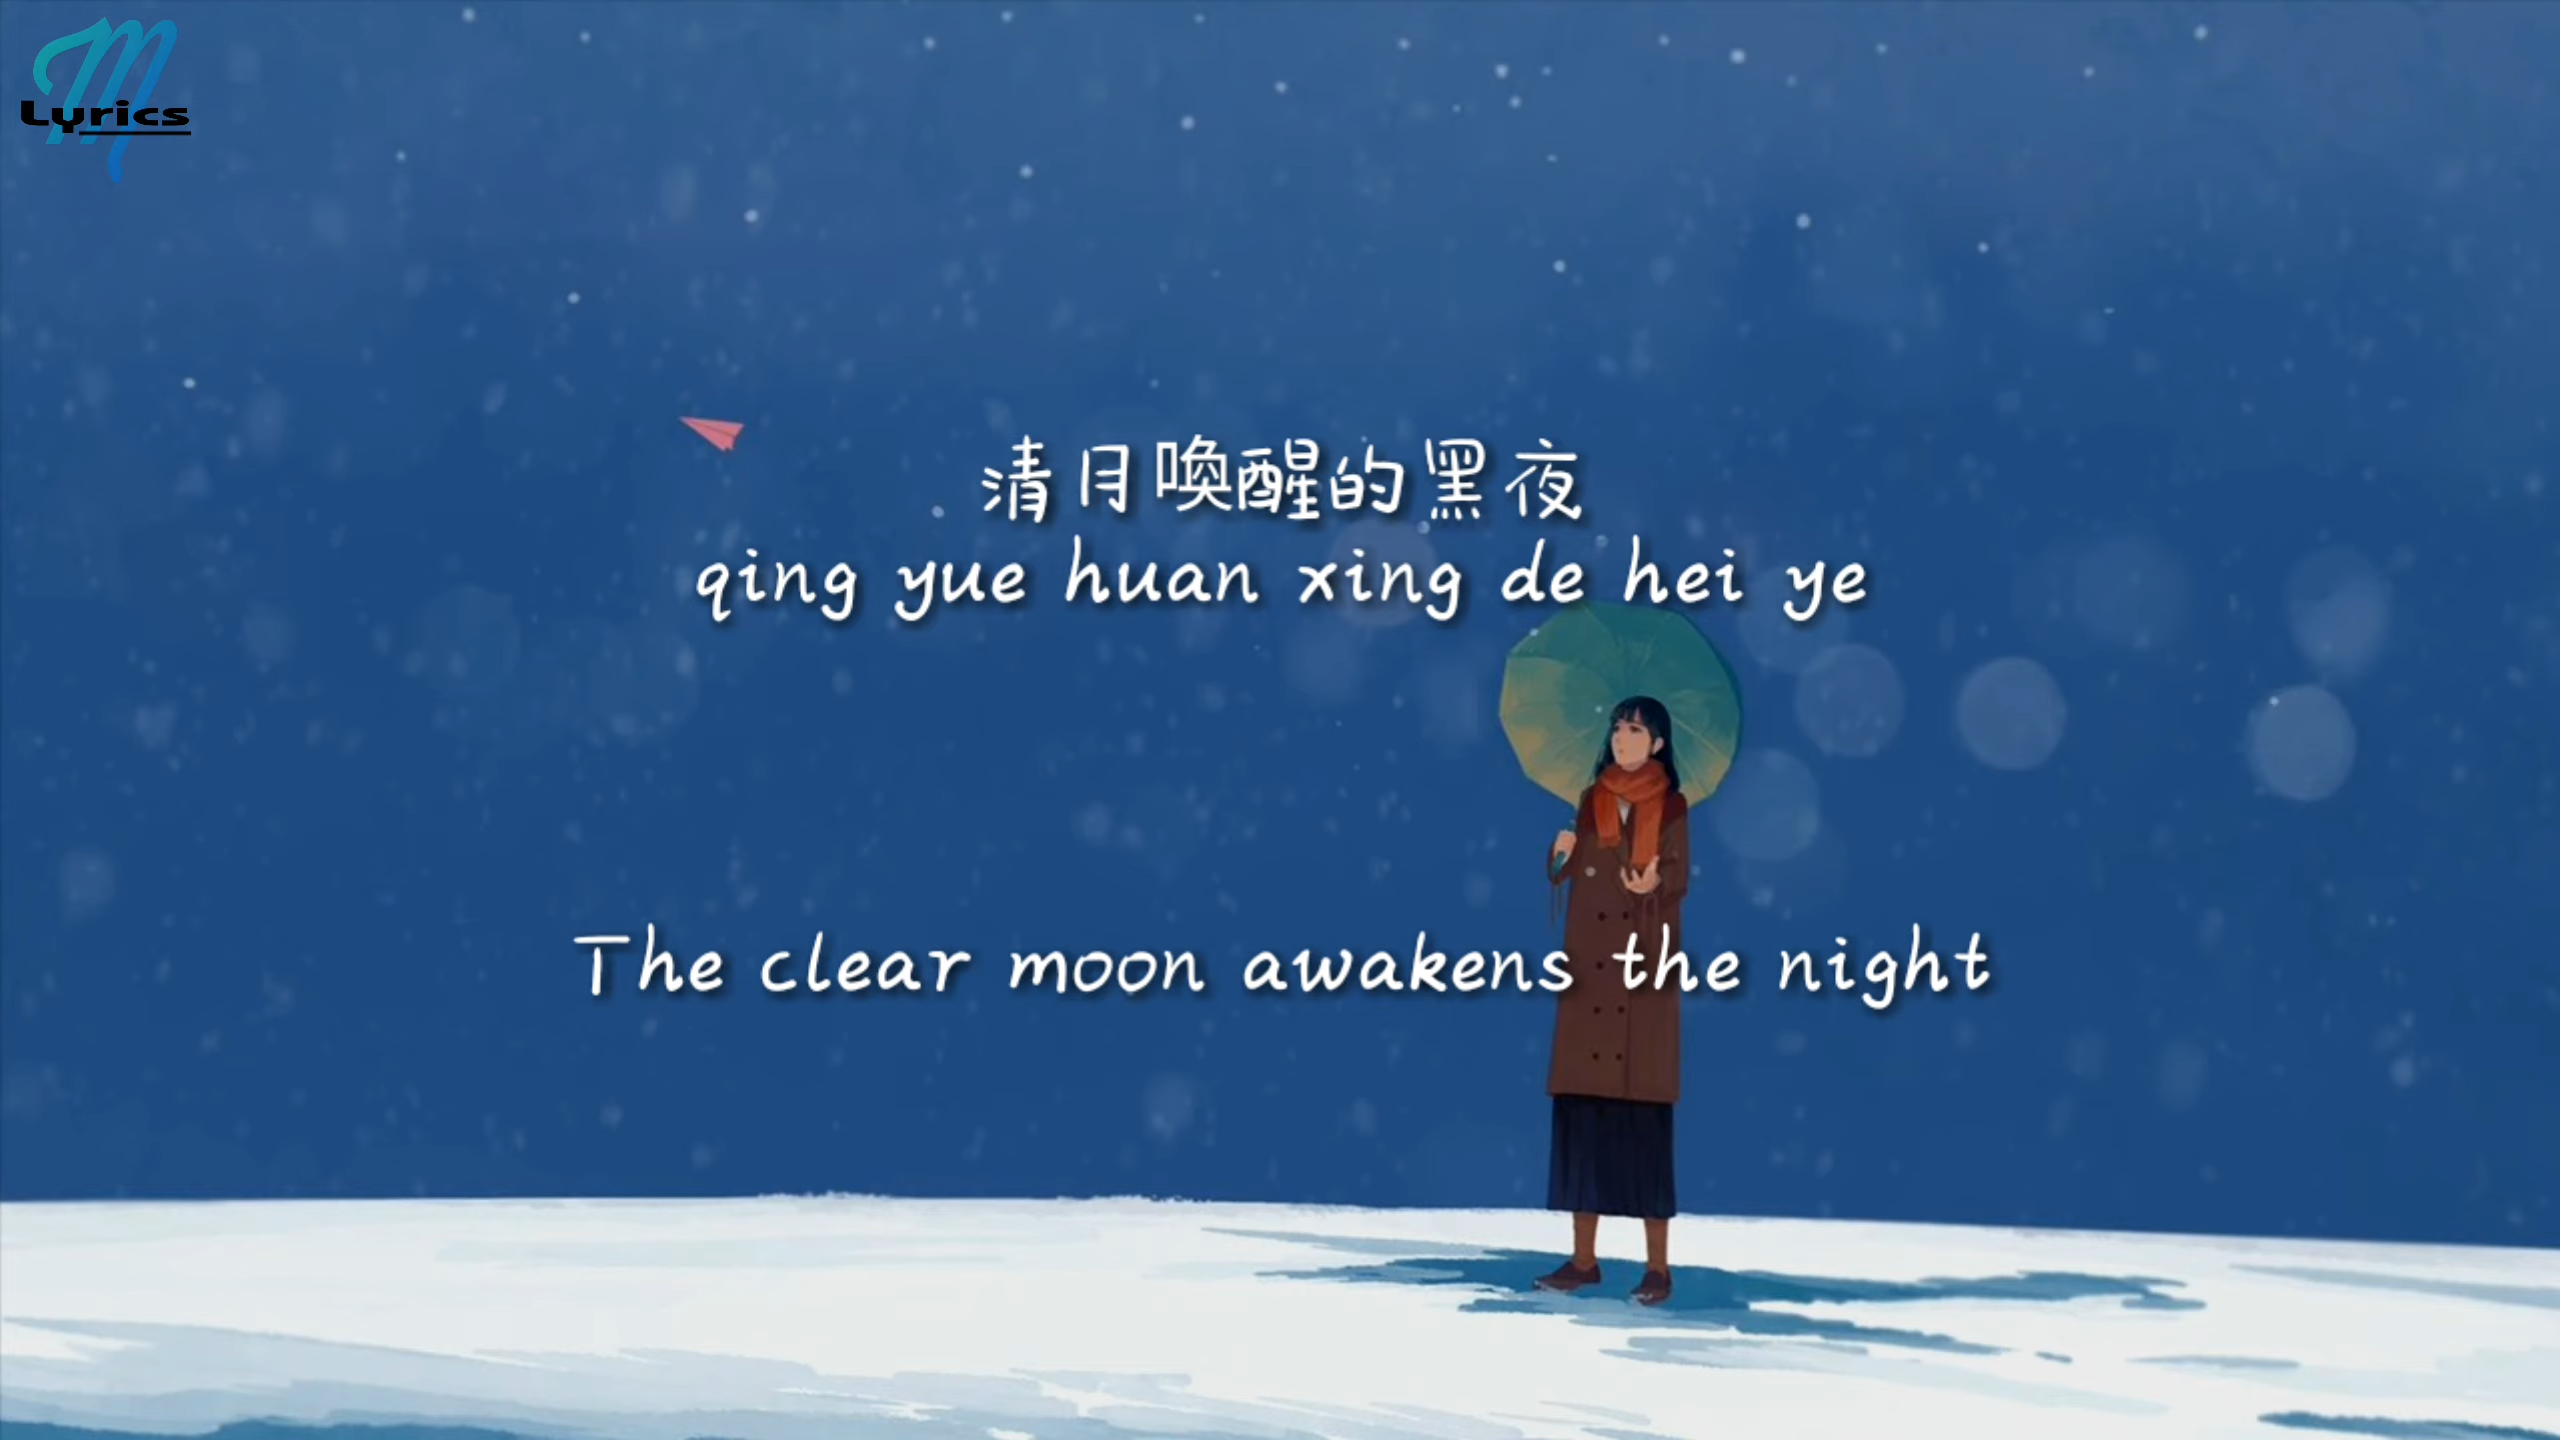 Lyrics
清月喚醒的黑夜
qing yue huan xing de hei ye
The clear moon awakens the night